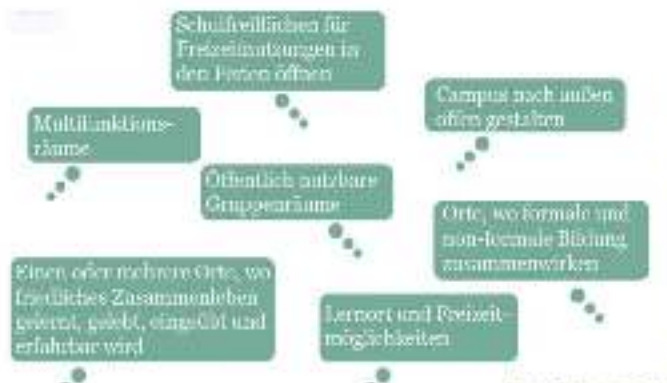 Schulfreiflächen für
Freizeitnutzungen in
den Ferien öffnen
Campus nach außen
offen gestalten
Multifunktions-
räume
Öffentlich nutzbare
Gruppenräume
Orte, wo formale und
non-formale Bildung
zusammenwirken
Einen oder mehrere Orte, wo
friedliches Zusammenleben
gelernt, gelebt, eingeübt und
erfahrbar wird
Lernort und Freizeit-
möglichkeiten